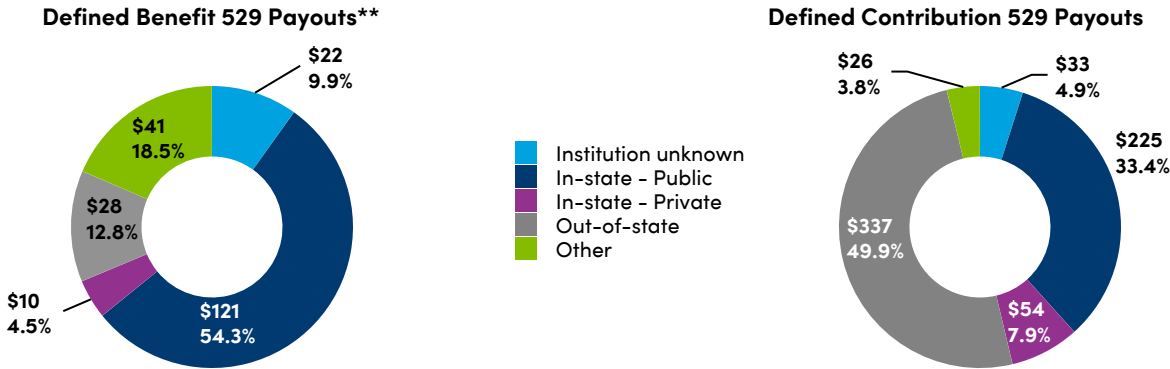 Defined Benefit 529 Payouts**
$22
9.9%
$41
18.5%
$28
12.8%
$10
4.5%
$121
54.3%
Institution unknown
In-state - Public
In-state - Private
Out-of-state
Other
Defined Contribution 529 Payouts
$26
3.8%
$33
4.9%
$225
33.4%
$337
49.9%
$54
7.9%